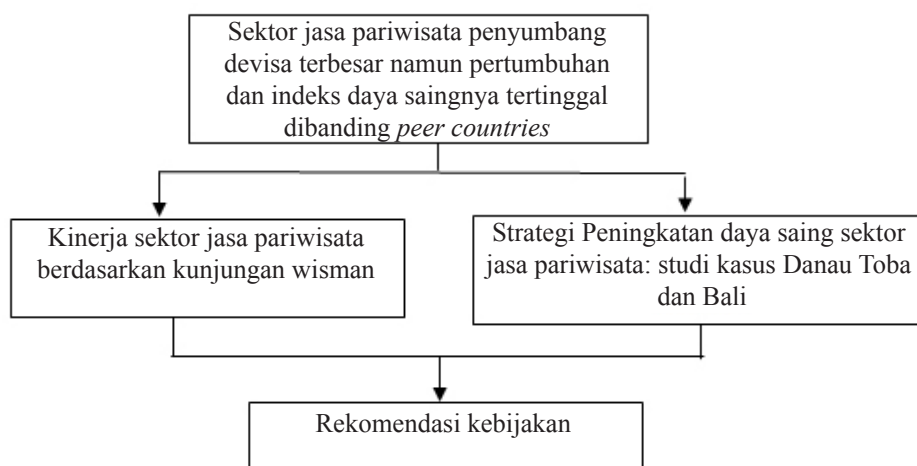 Sektor jasa pariwisata penyumbang
devisa terbesar namun pertumbuhan
dan indeks daya saingnya tertinggal
dibanding peer countries
Kinerja sektor jasa pariwisata
berdasarkan kunjungan wisman
Strategi Peningkatan daya saing sektor
jasa pariwisata: studi kasus Danau Toba
dan Bali
Rekomendasi kebijakan